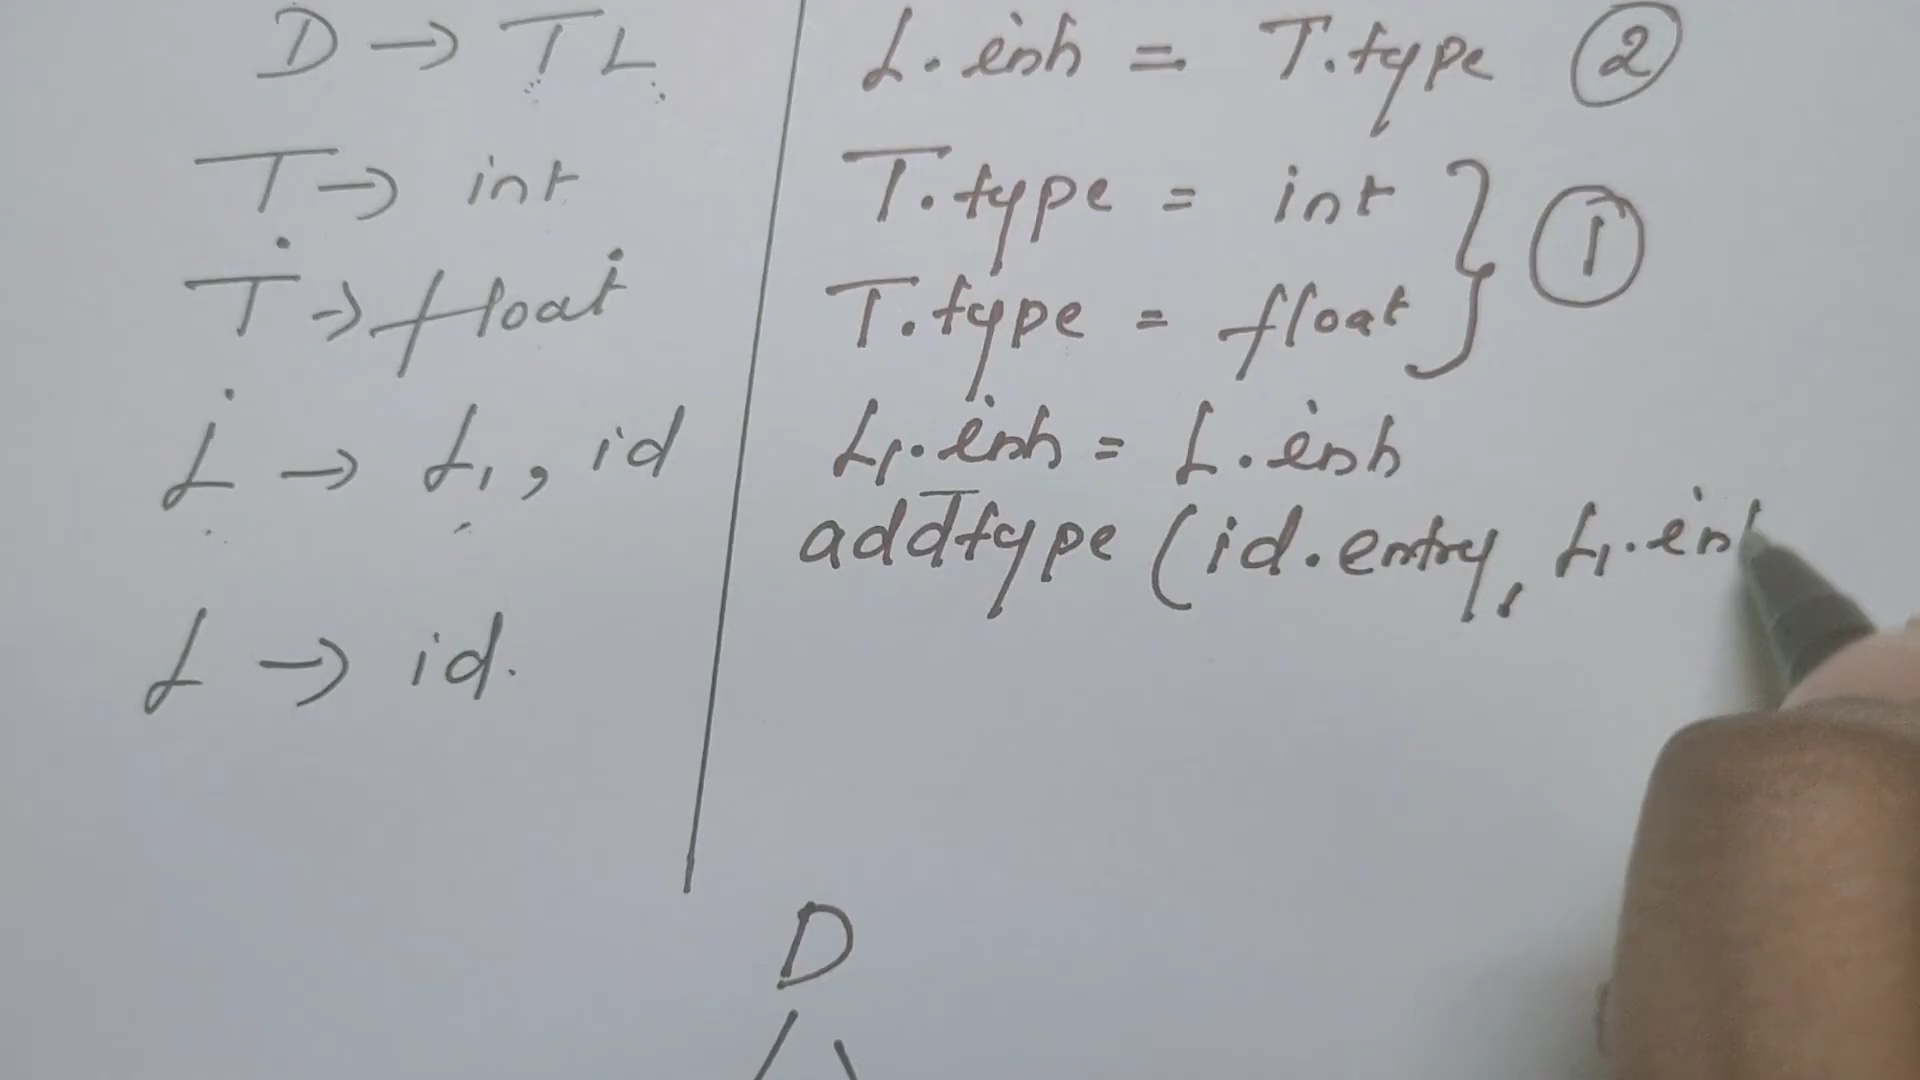 D → TL L.inh = T.type ②
T → int T.type = int ①
T → float T.type = float
L → L₁, id L₁.inh = L.inh
addType (id.entry, L₁.inh
L → id.
D